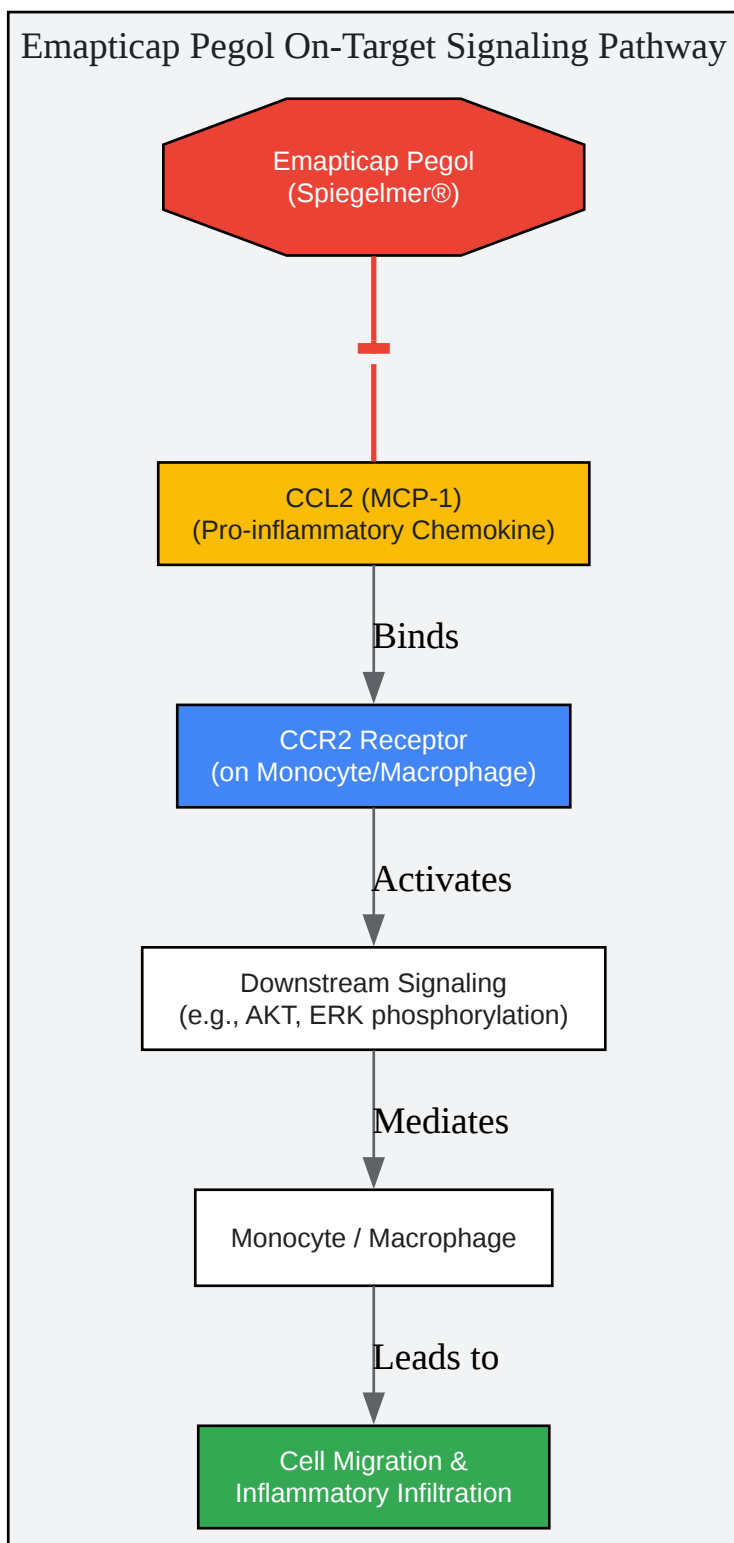 Emapticap Pegol On-Target Signaling Pathway
Emapticap Pegol
(Spiegelmer®)
CCL2 (MCP-1)
(Pro-inflammatory Chemokine)
Binds
CCR2 Receptor
(on Monocyte/Macrophage)
Activates
Downstream Signaling
(e.g., AKT, ERK phosphorylation)
Mediates
Monocyte / Macrophage
Leads to
Cell Migration &
Inflammatory Infiltration